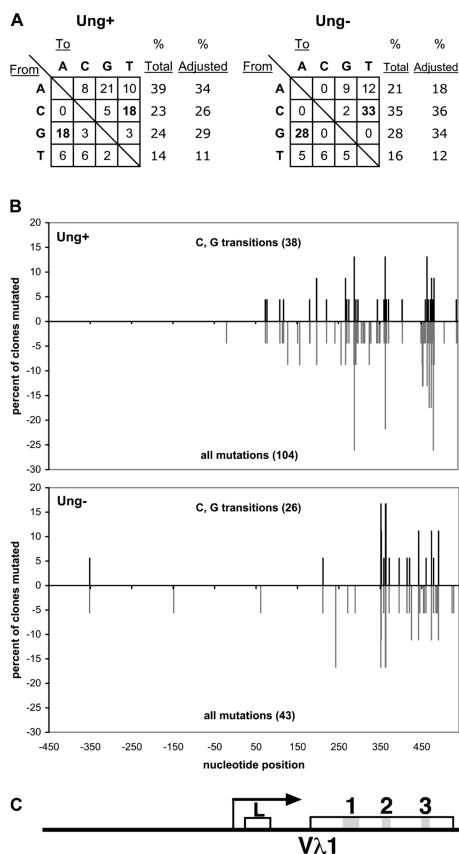 A
Ung+
Ung-
To % %
From A C G T Total Adjusted
A 8 21 10 39 34
C 0 5 18 23 26
G 18 3 3 24 29
T 6 6 2 14 11
To % %
From A C G T Total Adjusted
A 0 9 12 21 18
C 0 2 33 35 36
G 28 0 0 28 34
T 5 6 5 16 12
B
Ung+
C, G transitions (38)
percent of clones mutated
20
15
10
5
0
-5
-10
-15
-20
-25
-30
all mutations (104)
Ung-
C, G transitions (26)
percent of clones mutated
20
15
10
5
0
-5
-10
-15
-20
-25
-30
all mutations (43)
-450 -350 -250 -150 -50 50 150 250 350 450
nucleotide position
C
L 1 2 3
Vλ1